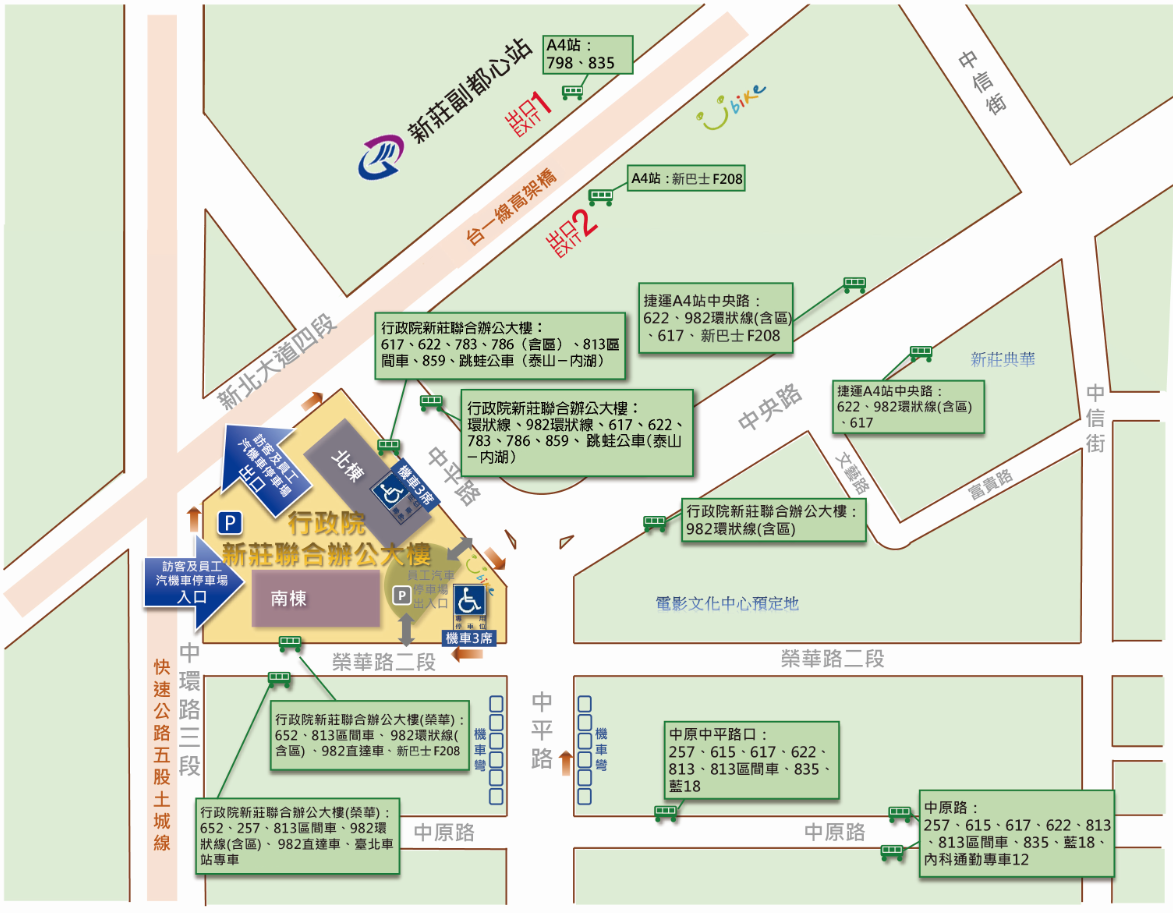 A4站：
798、835
新莊副都心站
出口1
EXIT
Ubike
中信街
A4站：新巴士F208
台一線高架橋
出口2
EXIT
捷運A4站中央路：
622、982環狀線(含區)
、617、新巴士F208
行政院新莊聯合辦公大樓：
617、622、783、786（含區）、813區
間車、859、跳蛙公車（泰山－內湖）
新北大道四段
新莊典華
捷運A4站中央路：
622、982環狀線(含區)
、617
行政院新莊聯合辦公大樓：
環狀線、982環狀線、617、622、
783、786、859、跳蛙公車(泰山
－內湖)
中央路
中信街
訪客及員工
汽機車停車場
出口
北棟
機車3席
中平路
文藝路
富貴路
P
行政院
新莊聯合辦公大樓
行政院新莊聯合辦公大樓：
982環狀線(含區)
訪客及員工
汽機車停車場
入口
南棟
員工汽車
停車場
出入口
P
Ubike
電影文化中心預定地
機車3席
榮華路二段
榮華路二段
中環路三段
快速公路五股土城線
行政院新莊聯合辦公大樓(榮華)：
652、813區間車、982環狀線(
含區)、982直達車、新巴士F208
機車彎
中平路
機車彎
中原中平路口：
257、615、617、622、
813、813區間車、835、
藍18
行政院新莊聯合辦公大樓(榮華)：
652、257、813區間車、982環
狀線(含區)、982直達車、臺北車
站專車
中原路
中原路
中原路：
257、615、617、622、813
、813區間車、835、藍18、
內科通勤專車12